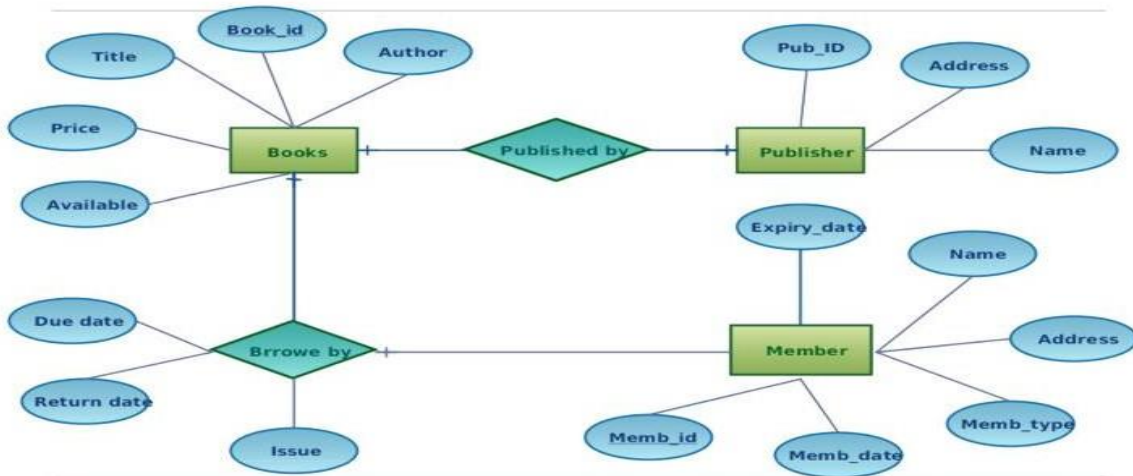 Book_id
Title
Author
Price
Books
Available
Published by
Pub_ID
Address
Publisher
Name
Expiry_date
Name
Due date
Brrowe by
Return date
Issue
Member
Address
Memb_id
Memb_date
Memb_type